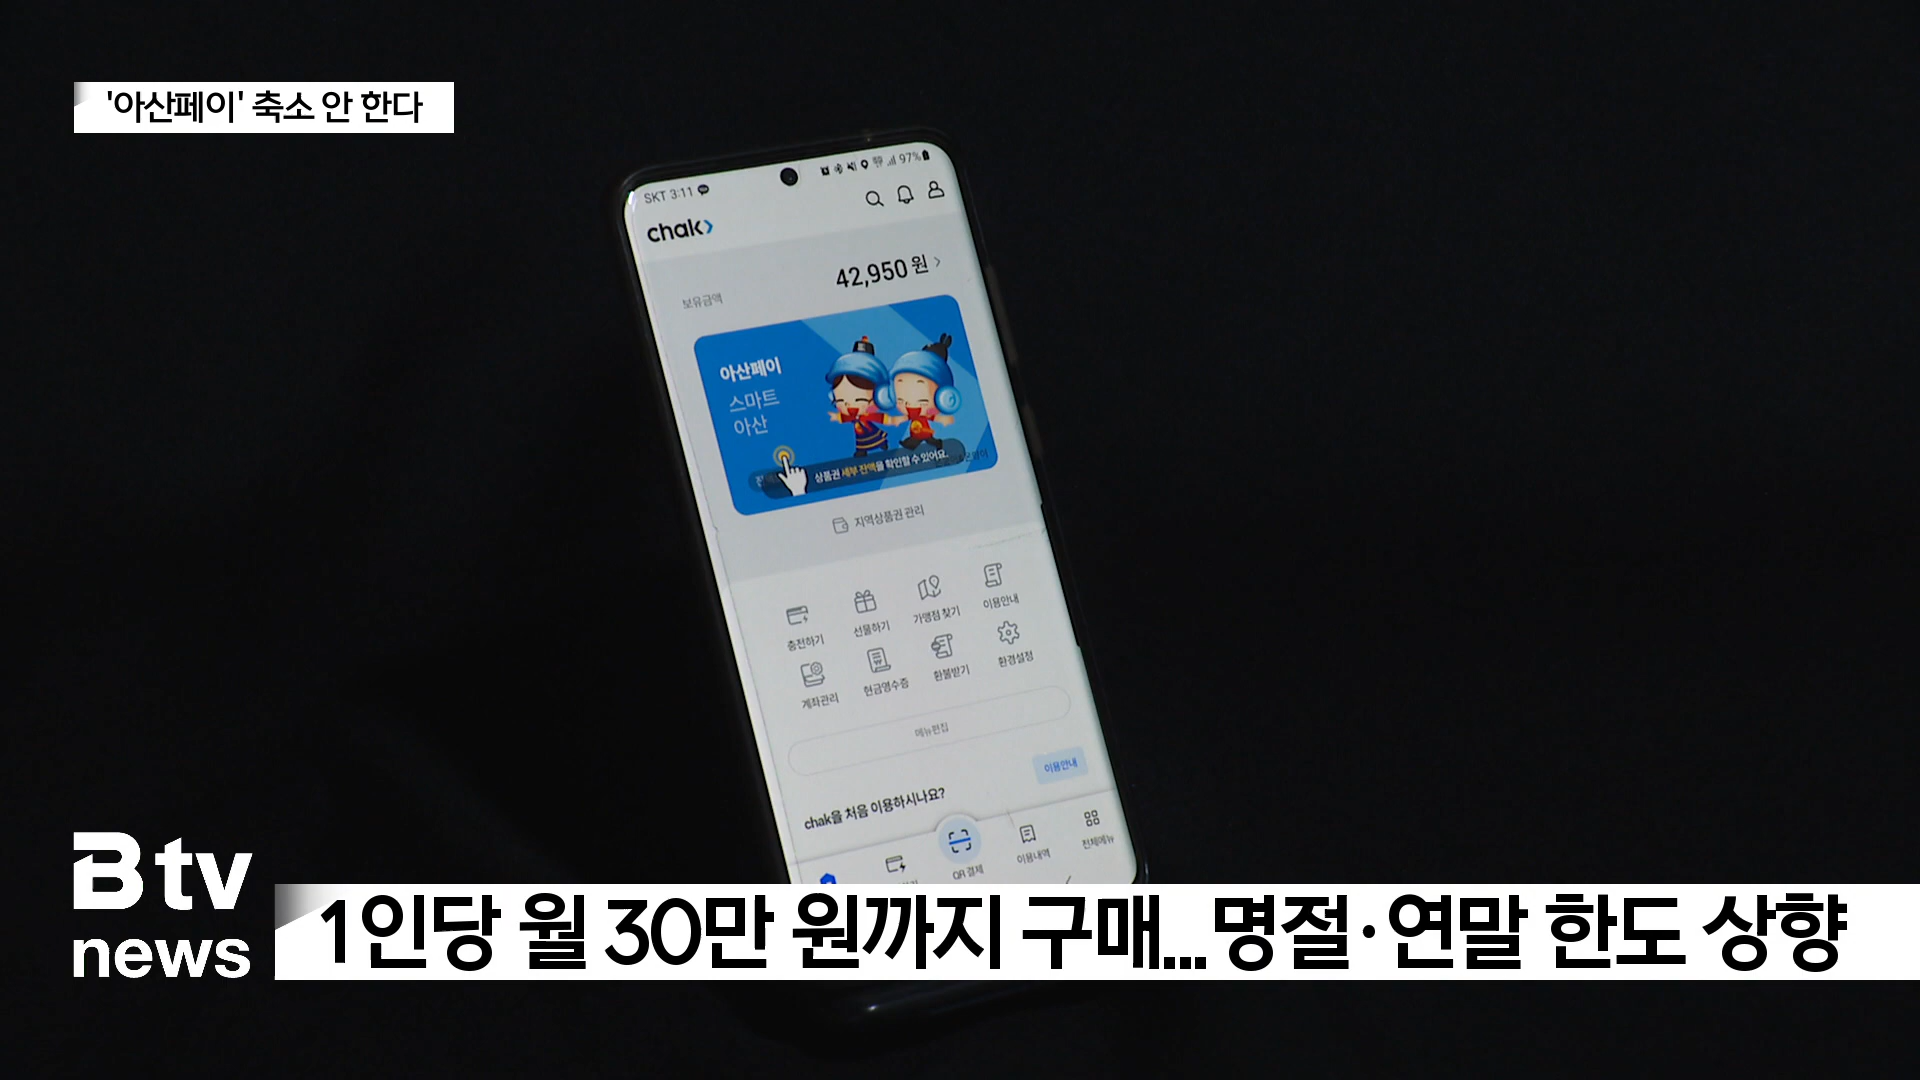 '아산페이' 축소 안 한다
SKT 3:11
97%
chak
42,950 원
보유금액
아산페이
스마트
아산
상품권 세부 잔액을 확인할 수 있어요.
지역상품권 관리
충전하기
선물하기
가맹점 찾기
이용안내
계좌관리
현금영수증
환불받기
환경설정
메뉴편집
이용안내
chak을 처음 이용하시나요?
QR 결제
이용내역
전체메뉴
B tv
news
1인당 월 30만 원까지 구매...명절·연말 한도 상향